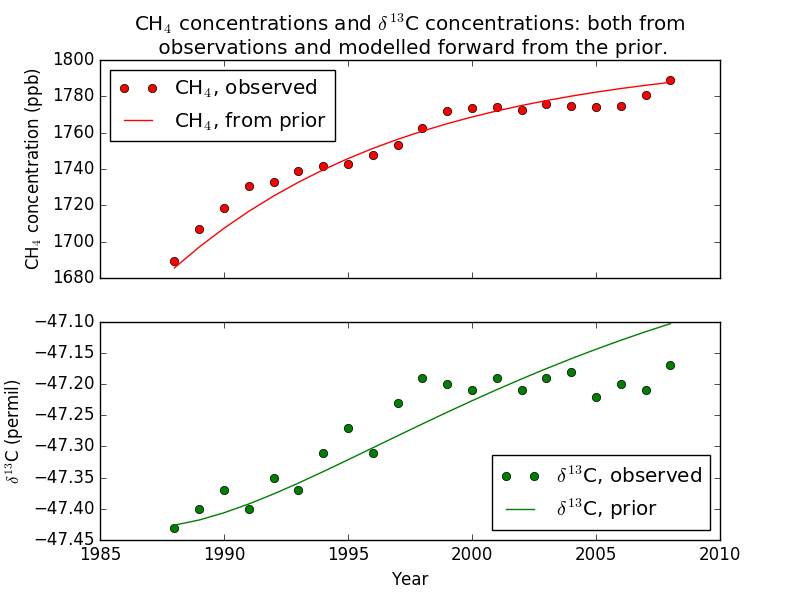 CH₄ concentrations and δ¹³C concentrations: both from
observations and modelled forward from the prior.
1800
1780
1760
1740
1720
1700
1680
CH₄ concentration (ppb)
CH₄, observed
CH₄, from prior
−47.10
−47.15
−47.20
−47.25
−47.30
−47.35
−47.40
−47.45
δ¹³C (permil)
δ¹³C, observed
δ¹³C, prior
1985 1990 1995 2000 2005 2010
Year